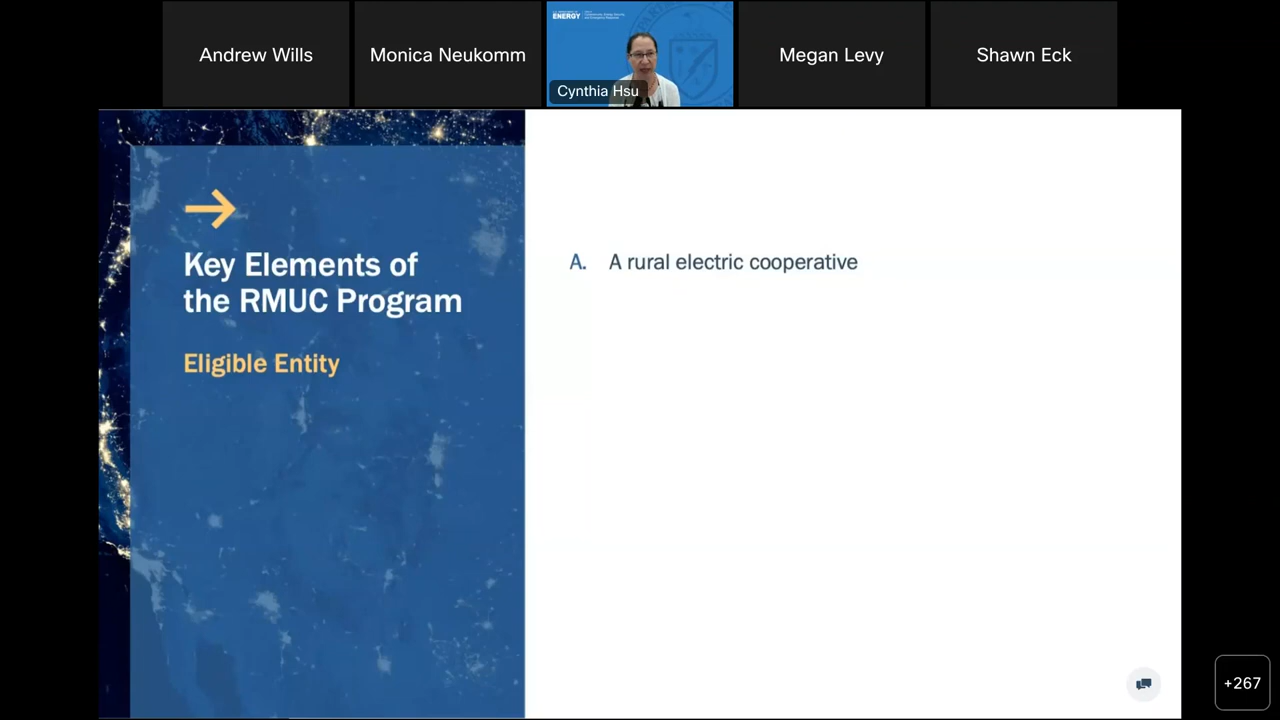 Andrew Wills
Monica Neukomm
ENERGY
Cynthia Hsu
Megan Levy
Shawn Eck
Key Elements of
the RMUC Program
Eligible Entity
A. A rural electric cooperative
+267